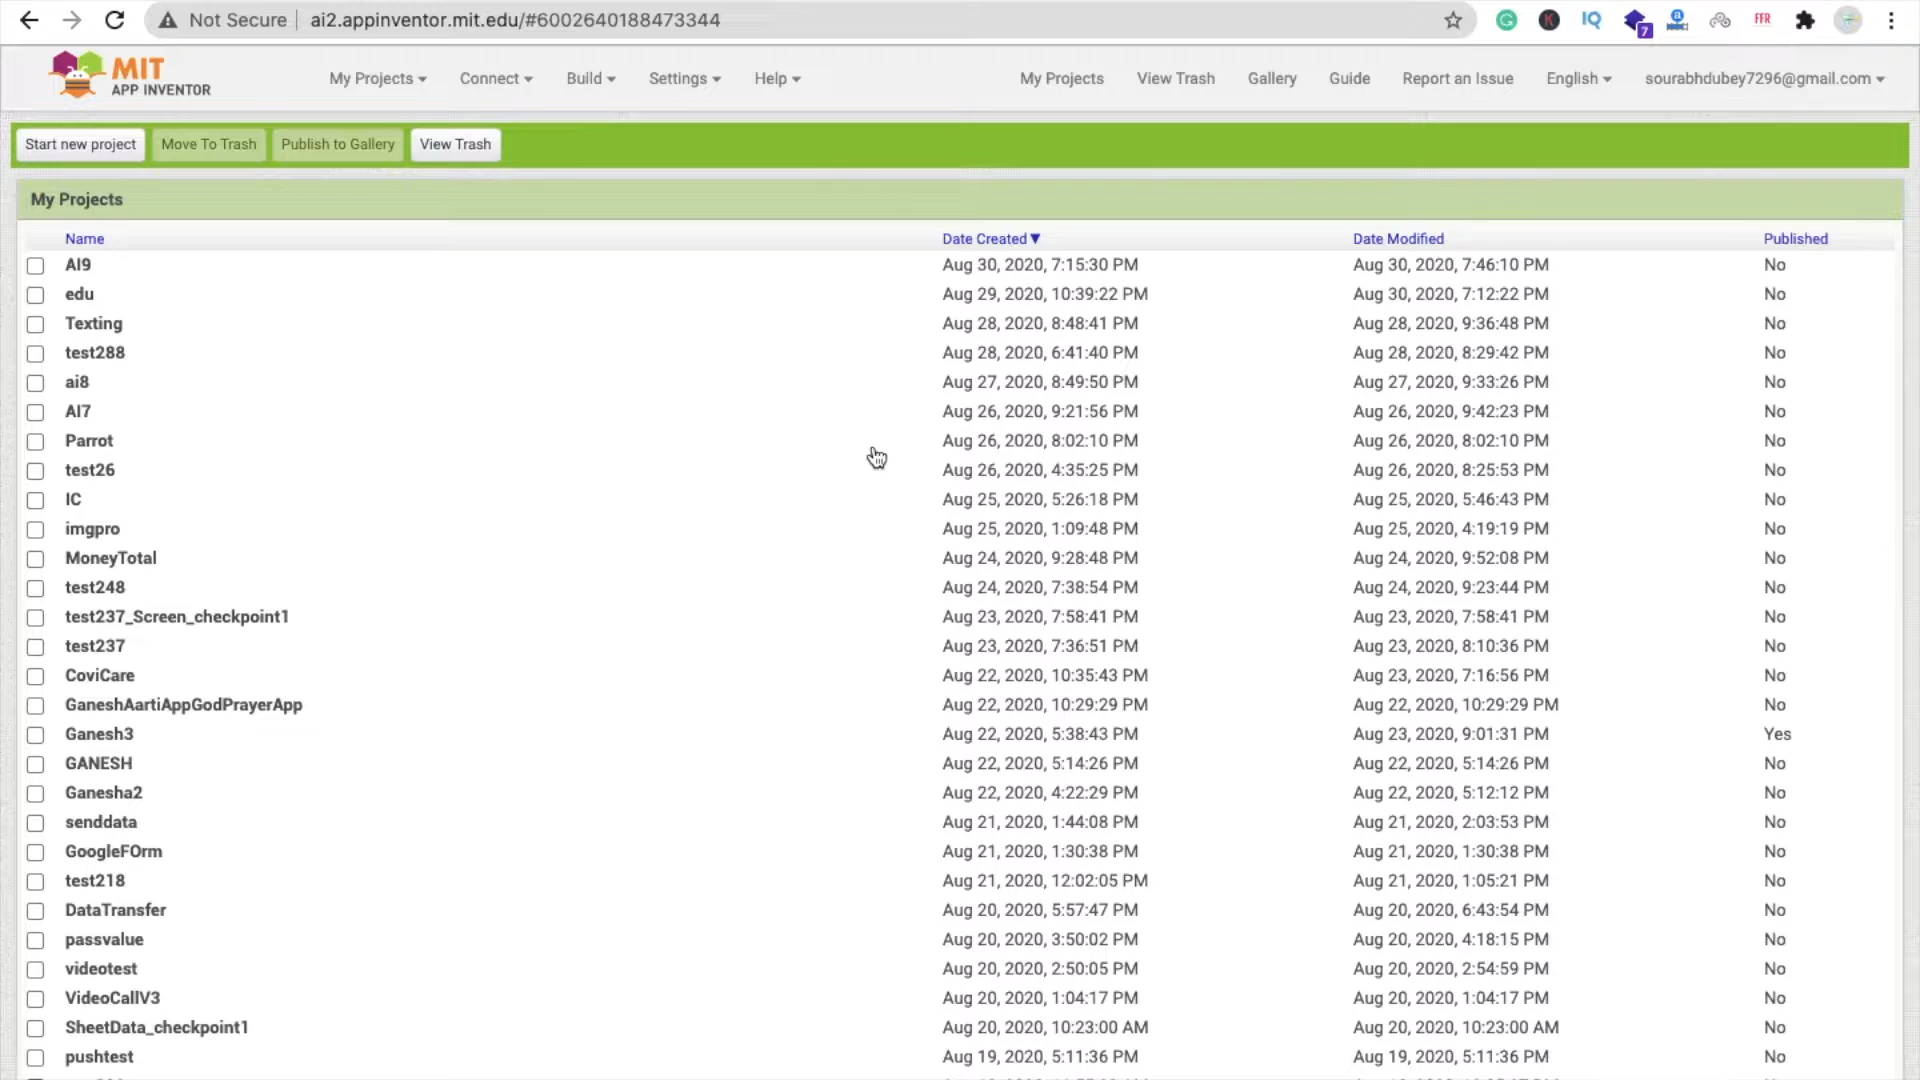 Not Secure ai2.appinventor.mit.edu/#6002640188473344 IQ 7 a FFR
MIT APP INVENTOR My Projects Connect Build Settings Help My Projects View Trash Gallery Guide Report an Issue English sourabhdubey7296@gmail.com
Start new project Move To Trash Publish to Gallery View Trash
My Projects
Name Date Created ▼ Date Modified Published
AI9 Aug 30, 2020, 7:15:30 PM Aug 30, 2020, 7:46:10 PM No
edu Aug 29, 2020, 10:39:22 PM Aug 30, 2020, 7:12:22 PM No
Texting Aug 28, 2020, 8:48:41 PM Aug 28, 2020, 9:36:48 PM No
test288 Aug 28, 2020, 6:41:40 PM Aug 28, 2020, 8:29:42 PM No
ai8 Aug 27, 2020, 8:49:50 PM Aug 27, 2020, 9:33:26 PM No
AI7 Aug 26, 2020, 9:21:56 PM Aug 26, 2020, 9:42:23 PM No
Parrot Aug 26, 2020, 8:02:10 PM Aug 26, 2020, 8:02:10 PM No
test26 Aug 26, 2020, 4:35:25 PM Aug 26, 2020, 8:25:53 PM No
IC Aug 25, 2020, 5:26:18 PM Aug 25, 2020, 5:46:43 PM No
imgpro Aug 25, 2020, 1:09:48 PM Aug 25, 2020, 4:19:19 PM No
MoneyTotal Aug 24, 2020, 9:28:48 PM Aug 24, 2020, 9:52:08 PM No
test248 Aug 24, 2020, 7:38:54 PM Aug 24, 2020, 9:23:44 PM No
test237_Screen_checkpoint1 Aug 23, 2020, 7:58:41 PM Aug 23, 2020, 7:58:41 PM No
test237 Aug 23, 2020, 7:36:51 PM Aug 23, 2020, 8:10:36 PM No
CoviCare Aug 22, 2020, 10:35:43 PM Aug 23, 2020, 7:16:56 PM No
GaneshAartiAppGodPrayerApp Aug 22, 2020, 10:29:29 PM Aug 22, 2020, 10:29:29 PM No
Ganesh3 Aug 22, 2020, 5:38:43 PM Aug 23, 2020, 9:01:31 PM Yes
GANESH Aug 22, 2020, 5:14:26 PM Aug 22, 2020, 5:14:26 PM No
Ganesha2 Aug 22, 2020, 4:22:29 PM Aug 22, 2020, 5:12:12 PM No
senddata Aug 21, 2020, 1:44:08 PM Aug 21, 2020, 2:03:53 PM No
GoogleFOrm Aug 21, 2020, 1:30:38 PM Aug 21, 2020, 1:30:38 PM No
test218 Aug 21, 2020, 12:02:05 PM Aug 21, 2020, 1:05:21 PM No
DataTransfer Aug 20, 2020, 5:57:47 PM Aug 20, 2020, 6:43:54 PM No
passvalue Aug 20, 2020, 3:50:02 PM Aug 20, 2020, 4:18:15 PM No
videotest Aug 20, 2020, 2:50:05 PM Aug 20, 2020, 2:54:59 PM No
VideoCallV3 Aug 20, 2020, 1:04:17 PM Aug 20, 2020, 1:04:17 PM No
SheetData_checkpoint1 Aug 20, 2020, 10:23:00 AM Aug 20, 2020, 10:23:00 AM No
pushtest Aug 19, 2020, 5:11:36 PM Aug 19, 2020, 5:11:36 PM No